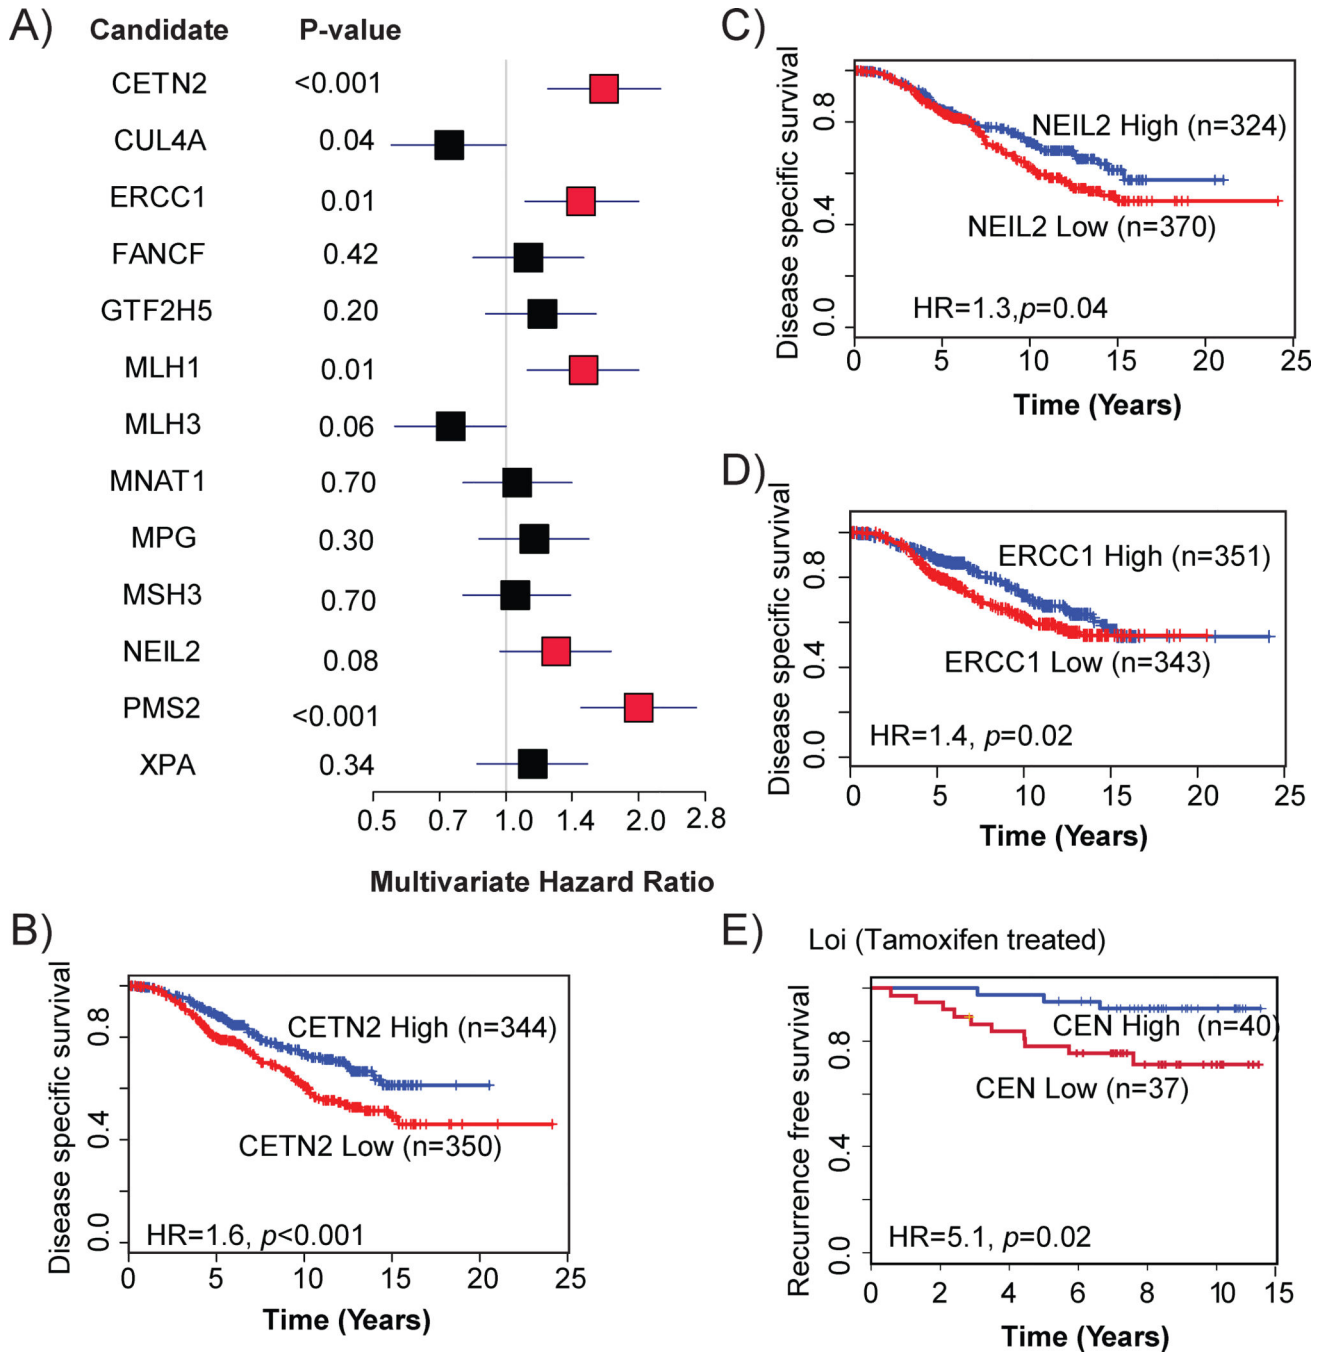 A)
Candidate P-value
CETN2 <0.001
CUL4A 0.04
ERCC1 0.01
FANCF 0.42
GTF2H5 0.20
MLH1 0.01
MLH3 0.06
MNAT1 0.70
MPG 0.30
MSH3 0.70
NEIL2 0.08
PMS2 <0.001
XPA 0.34
0.5 0.7 1.0 1.4 2.0 2.8
Multivariate Hazard Ratio
B)
Disease specific survival
0.8
0.4
0.0
CETN2 High (n=344)
CETN2 Low (n=350)
HR=1.6, p<0.001
0 5 10 15 20 25
Time (Years)
C)
Disease specific survival
0.8
0.4
0.0
NEIL2 High (n=324)
NEIL2 Low (n=370)
HR=1.3,p=0.04
0 5 10 15 20 25
Time (Years)
D)
Disease specific survival
0.8
0.4
0.0
ERCC1 High (n=351)
ERCC1 Low (n=343)
HR=1.4, p=0.02
0 5 10 15 20 25
Time (Years)
E)
Loi (Tamoxifen treated)
Recurrence free survival
0.8
0.4
0.0
CEN High (n=40)
CEN Low (n=37)
HR=5.1, p=0.02
0 2 4 6 8 10 15
Time (Years)